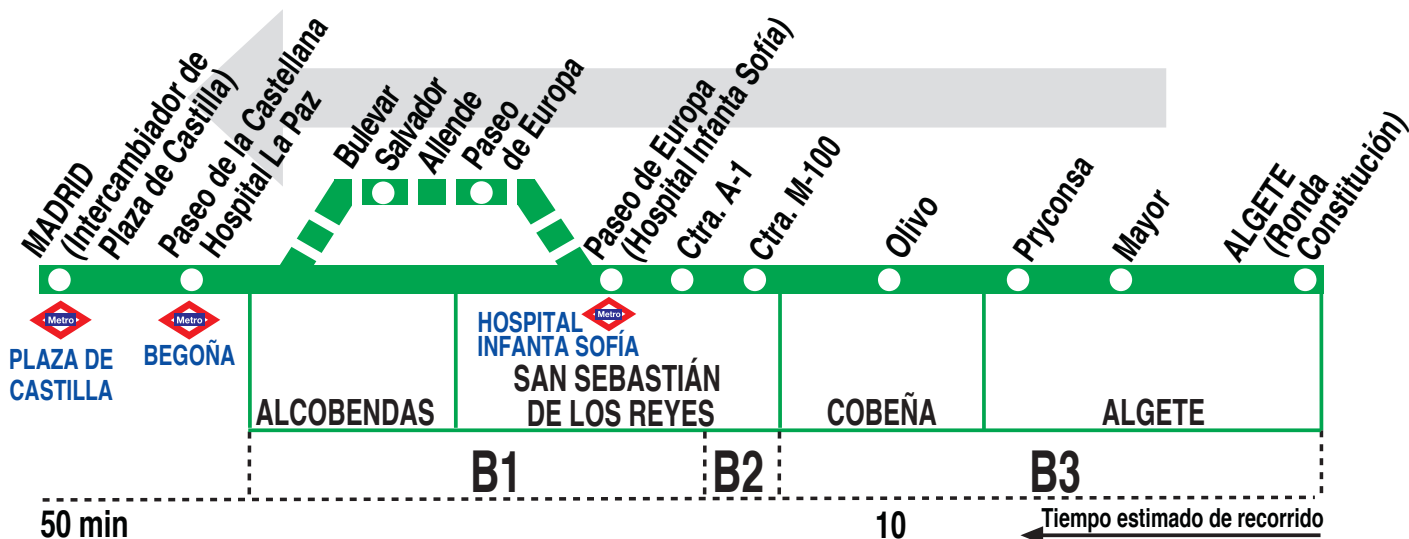 MADRID
(Intercambiador de
Plaza de Castilla)
Paseo de la Castellana
Hospital La Paz
Bulevar
Salvador
Allende
Paseo
de Europa
Paseo de Europa
(Hospital Infanta Sofía)
Ctra. A-1
Ctra. M-100
Olivo
Pryconsa
Mayor
ALGETE
(Ronda
Constitución)
Metro
PLAZA DE
CASTILLA
Metro
BEGOÑA
Metro
HOSPITAL
INFANTA SOFÍA
ALCOBENDAS
SAN SEBASTIÁN
DE LOS REYES
COBEÑA
ALGETE
B1
B2
B3
50 min
10
Tiempo estimado de recorrido